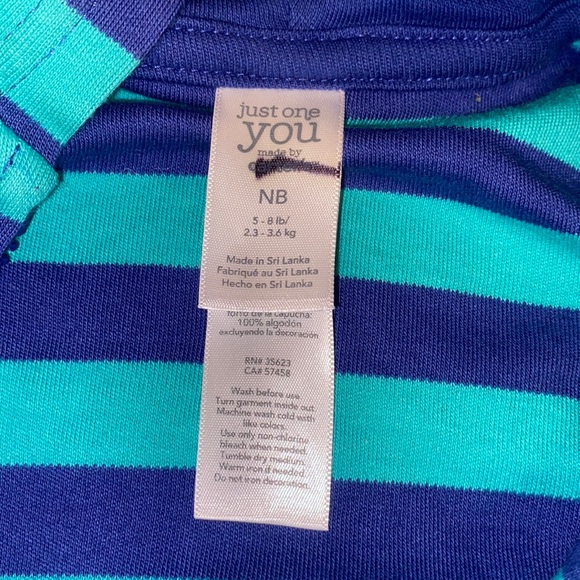 just one
you
made by
NB
5 - 8 lb/
2.3 - 3.6 kg
Made in Sri Lanka
Fabriqué au Sri Lanka
Hecho en Sri Lanka
forro de la capucha:
100% algodón
excluyendo la decoración
RN# 35623
CA# 57458
Wash before use.
Turn garment inside out.
Machine wash cold with
like colors.
Use only non-chlorine
bleach when needed.
Tumble dry medium.
Warm iron if needed.
Do not iron decoration.